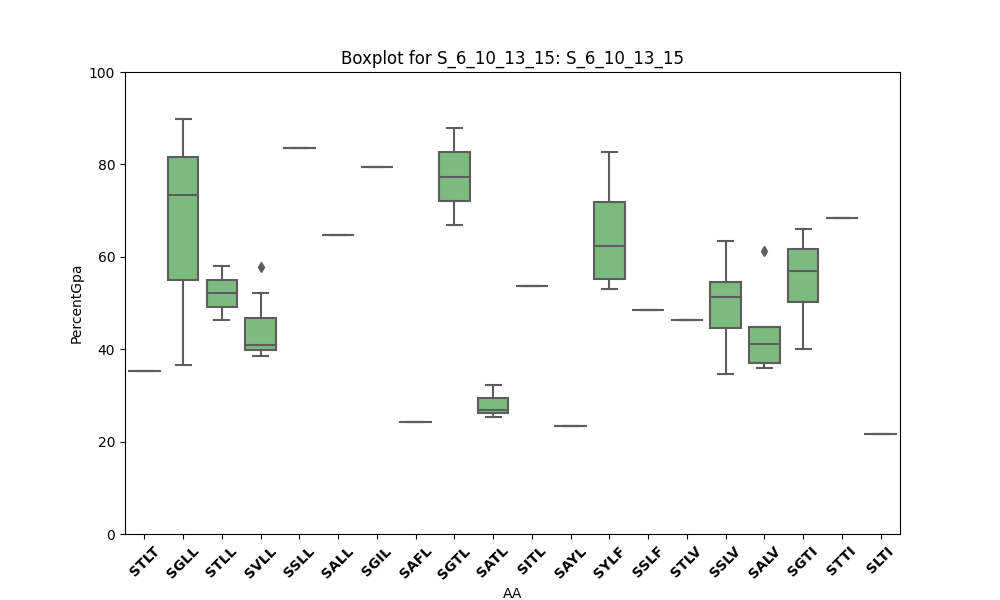 Boxplot for S_6_10_13_15: S_6_10_13_15
100
80
60
40
20
0
PercentGpa
STLT
SGLL
STLL
SVLL
SSLL
SALL
SGIL
SAFL
SGTL
SATL
SITL
SAYL
SYLF
SSLF
STLV
SSLV
SALV
SGTI
STTI
SLTI
AA